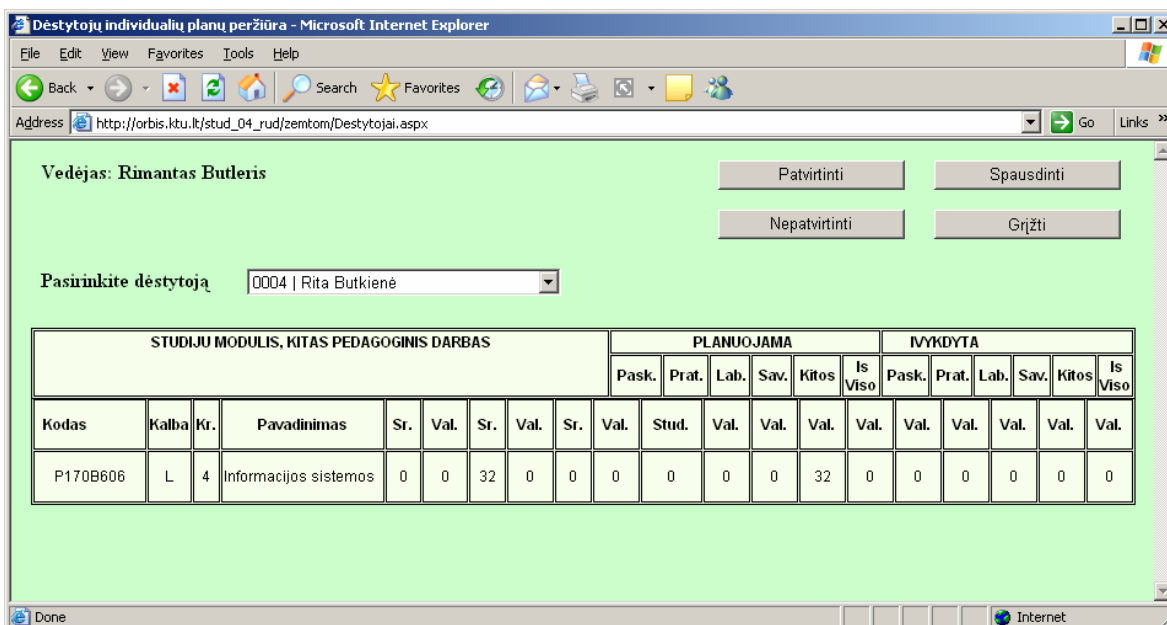 Dėstytojų individualių planų peržiūra - Microsoft Internet Explorer
File Edit View Favorites Tools Help
Back Search Favorites
Address http://orbis.ktu.lt/stud_04_rud/zemtom/Destytojai.aspx Go Links »
Vedėjas: Rimantas Butleris Patvirtinti Spausdinti
Nepatvirtinti Grįžti
Pasirinkite dėstytoją 0004 | Rita Butkienė
STUDIJU MODULIS, KITAS PEDAGOGINIS DARBAS PLANUOJAMA IVYKDYTA
Pask. Prat. Lab. Sav. Kitos Is Viso Pask. Prat. Lab. Sav. Kitos Is Viso
Kodas Kalba Kr. Pavadinimas Sr. Val. Sr. Val. Sr. Val. Stud. Val. Val. Val. Val. Val. Val. Val. Val. Val.
P170B606 L 4 Informacijos sistemos 0 0 32 0 0 0 0 0 0 32 0 0 0 0 0 0
Done Internet